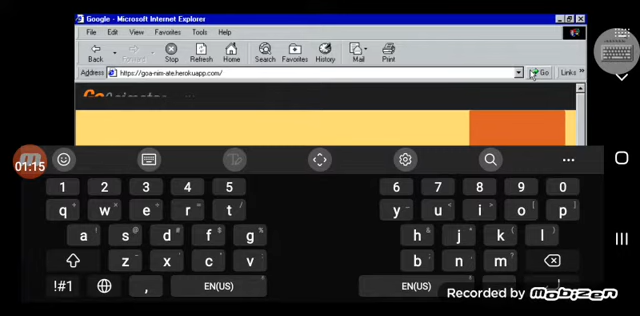 Google - Microsoft Internet Explorer
File Edit View Favorites Tools Help
Back Forward Stop Refresh Home Search Favorites History Mail Print
Address https://goa-nim-ate.herokuapp.com/ Go Links »
01:15
1 2 3 4 5 6 7 8 9 0
q w e r t y u i o p
a s d f g h j k l
z x c v b n m
!#1 , EN(US) EN(US)
Recorded by MOBIZEN